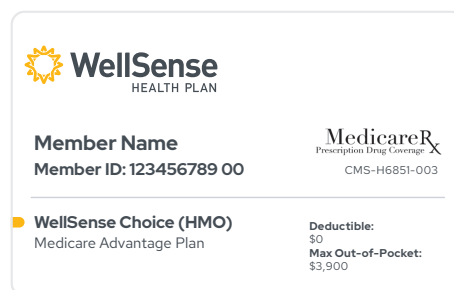 WellSense
HEALTH PLAN
Member Name
Member ID: 123456789 00
MedicareRx
Prescription Drug Coverage
CMS-H6851-003
WellSense Choice (HMO)
Medicare Advantage Plan
Deductible:
$0
Max Out-of-Pocket:
$3,900